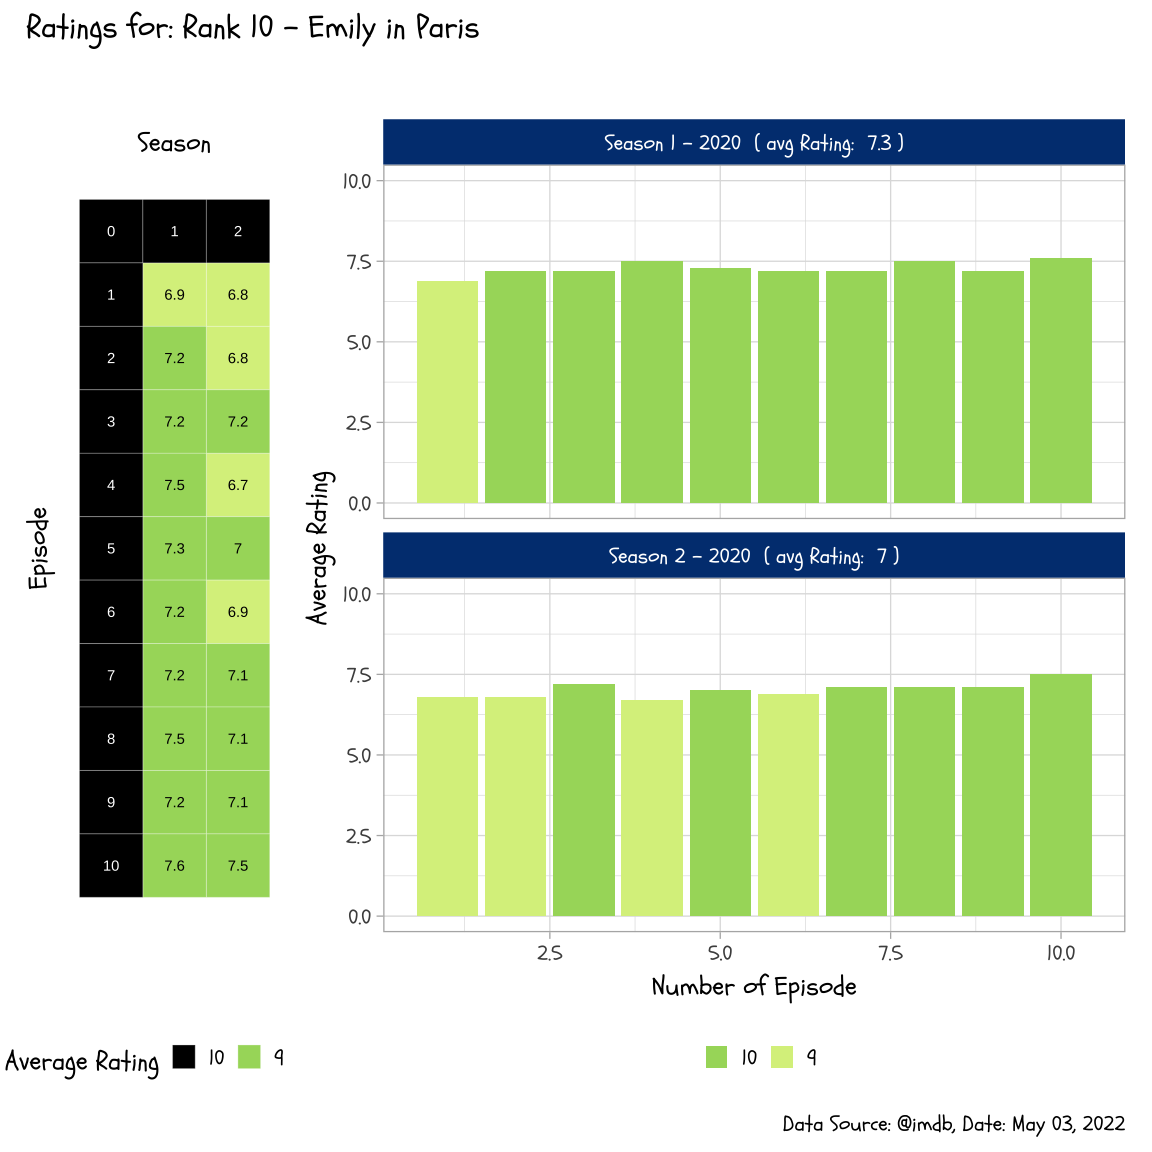 Ratings for: Rank 10 - Emily in Paris
Season
0 1 2
1 6.9 6.8
2 7.2 6.8
3 7.2 7.2
4 7.5 6.7
5 7.3 7
6 7.2 6.9
7 7.2 7.1
8 7.5 7.1
9 7.2 7.1
10 7.6 7.5
Episode
Season 1 - 2020 ( avg Rating: 7.3 )
10.0
7.5
5.0
2.5
0.0
Average Rating
Season 2 - 2020 ( avg Rating: 7 )
10.0
7.5
5.0
2.5
0.0
2.5 5.0 7.5 10.0
Number of Episode
Average Rating 10 9
10 9
Data Source: @imdb, Date: May 03, 2022